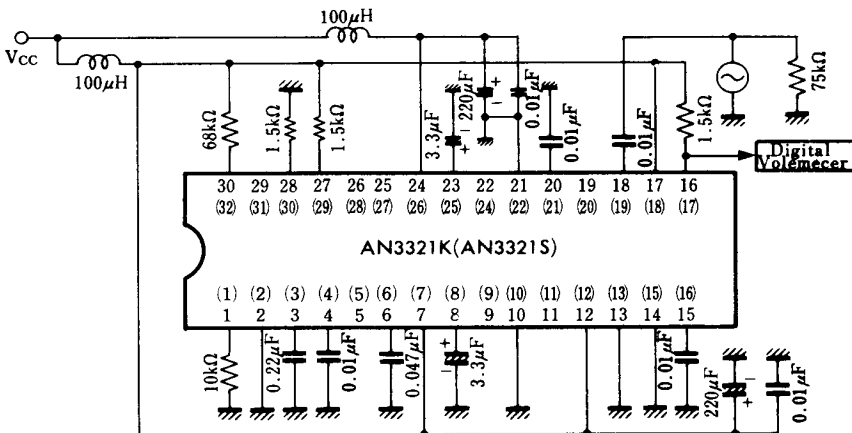 100μH
Vcc
100μH
68kΩ
1.5kΩ
1.5kΩ
3.3μF
+
-
220μF
+
-
0.01μF
0.01μF
0.01μF
1.5kΩ
75kΩ
Digital
Volemecer
30 29 28 27 26 25 24 23 22 21 20 19 18 17 16
(32) (31) (30) (29) (28) (27) (26) (25) (24) (22) (21) (20) (19) (18) (17)
AN3321K(AN3321S)
(1) (2) (3) (4) (5) (6) (7) (8) (9) (10) (11) (12) (13) (15) (16)
1 2 3 4 5 6 7 8 9 10 11 12 13 14 15
10kΩ
0.22μF
0.01μF
0.047μF
+
-
3.3μF
0.01μF
220μF
-
+
0.01μF